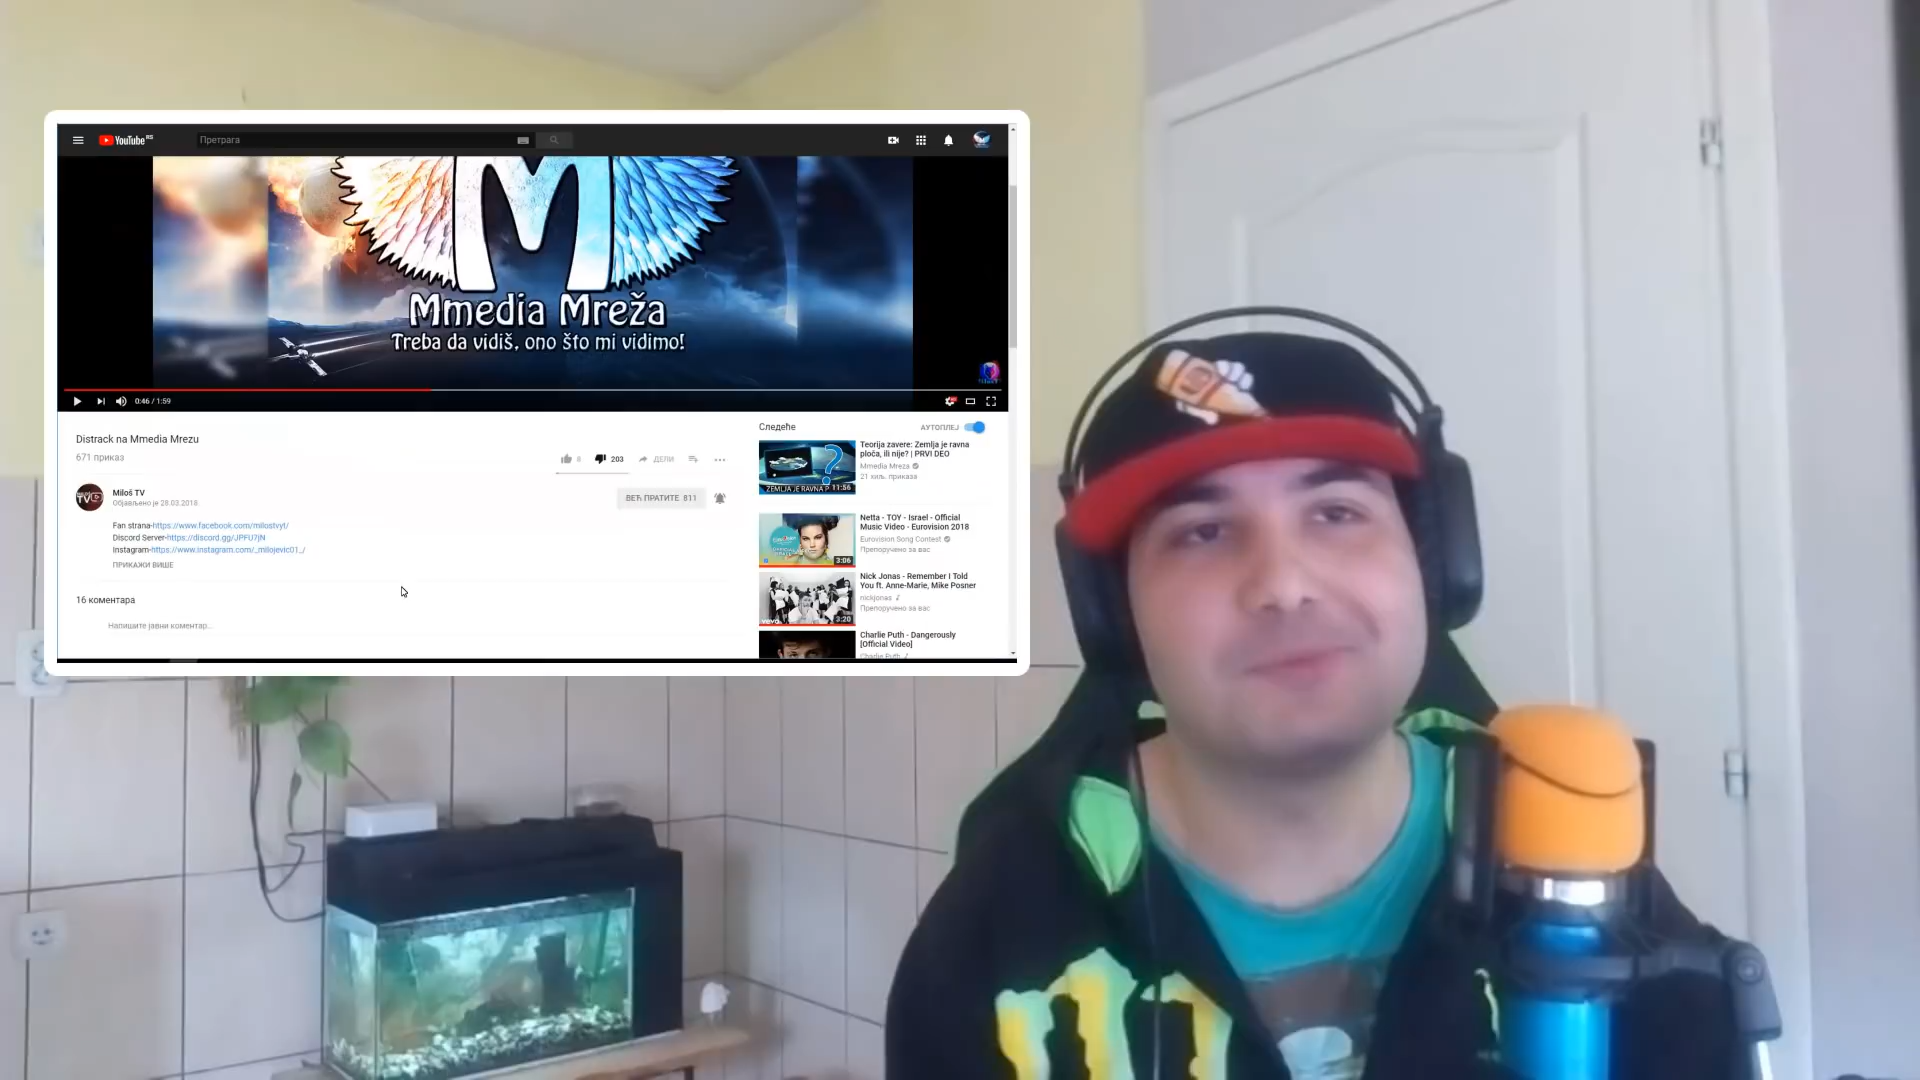 YouTube RS
Претрага
Mmedia Mreža
Treba da vidiš, ono što mi vidimo!
0:46 / 1:59
Distrack na Mmedia Mrezu
671 приказ
8
203
ДЕЛИ
Miloš TV
Објављено је 28.03.2018.
ВЕЋ ПРАТИТЕ 811
Fan strana-https://www.facebook.com/milostvyt/
Discord Server-https://discord.gg/JPFU7jN
Instagram-https://www.instagram.com/_milojevic01_/
ПРИКАЖИ ВИШЕ
16 коментара
Напишите јавни коментар...
Следеће
АУТОПЛЕЈ
ZEMLJA JE RAVNA P
11:56
Teorija zavere: Zemlja je ravna
ploča, ili nije? | PRVI DEO
Mmedia Mreža
21 хиљ. приказа
3:06
Netta - TOY - Israel - Official
Music Video - Eurovision 2018
Eurovision Song Contest
Препоручено за вас
vevo
3:20
Nick Jonas - Remember I Told
You ft. Anne-Marie, Mike Posner
nickjonas
Препоручено за вас
Charlie Puth - Dangerously
[Official Video]
Charlie Puth